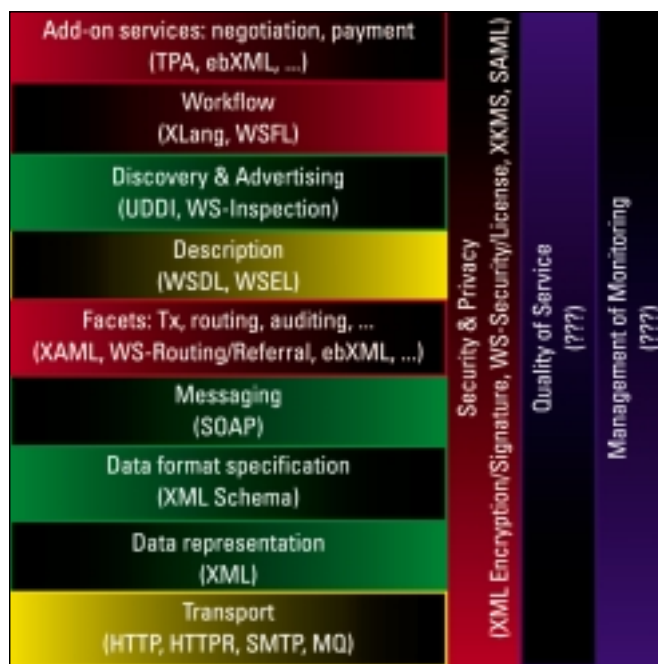 Add-on services: negotiation, payment
(TPA, ebXML, ...)
Workflow
(XLang, WSFL)
Discovery & Advertising
(UDDI, WS-Inspection)
Description
(WSDL, WSEL)
Facets: Tx, routing, auditing, ...
(XAML, WS-Routing/Referral, ebXML, ...)
Messaging
(SOAP)
Data format specification
(XML Schema)
Data representation
(XML)
Transport
(HTTP, HTTPR, SMTP, MQ)
Security & Privacy
(XML Encryption/Signature, WS-Security/License, XKMS, SAML)
Quality of Service
(???)
Management of Monitoring
(???)